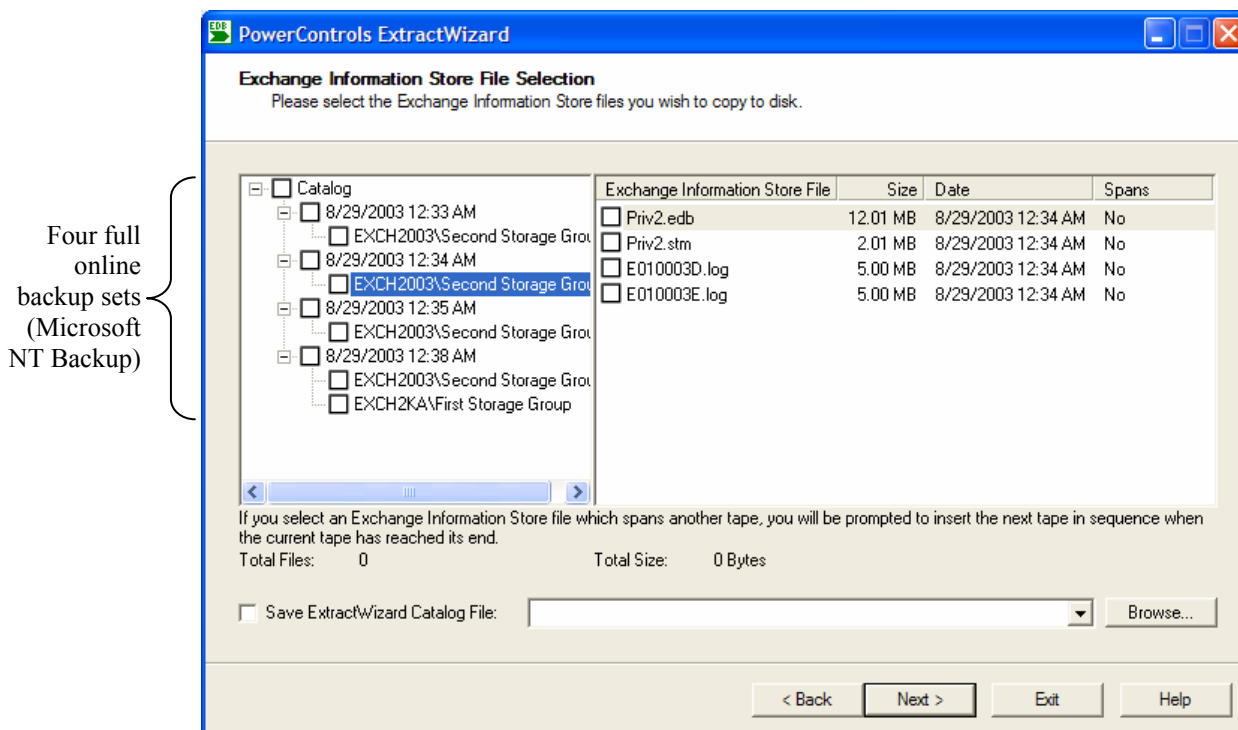 EDB
PowerControls ExtractWizard
Exchange Information Store File Selection
Please select the Exchange Information Store files you wish to copy to disk.
Four full
online
backup sets
(Microsoft
NT Backup)
Catalog
8/29/2003 12:33 AM
EXCH2003\Second Storage Grou
8/29/2003 12:34 AM
EXCH2003\Second Storage Grou
8/29/2003 12:35 AM
EXCH2003\Second Storage Grou
8/29/2003 12:38 AM
EXCH2003\Second Storage Grou
EXCH2KA\First Storage Group
Exchange Information Store File Size Date Spans
Priv2.edb 12.01 MB 8/29/2003 12:34 AM No
Priv2.stm 2.01 MB 8/29/2003 12:34 AM No
E010003D.log 5.00 MB 8/29/2003 12:34 AM No
E010003E.log 5.00 MB 8/29/2003 12:34 AM No
If you select an Exchange Information Store file which spans another tape, you will be prompted to insert the next tape in sequence when
the current tape has reached its end.
Total Files: 0 Total Size: 0 Bytes
Save ExtractWizard Catalog File: Browse...
< Back Next > Exit Help